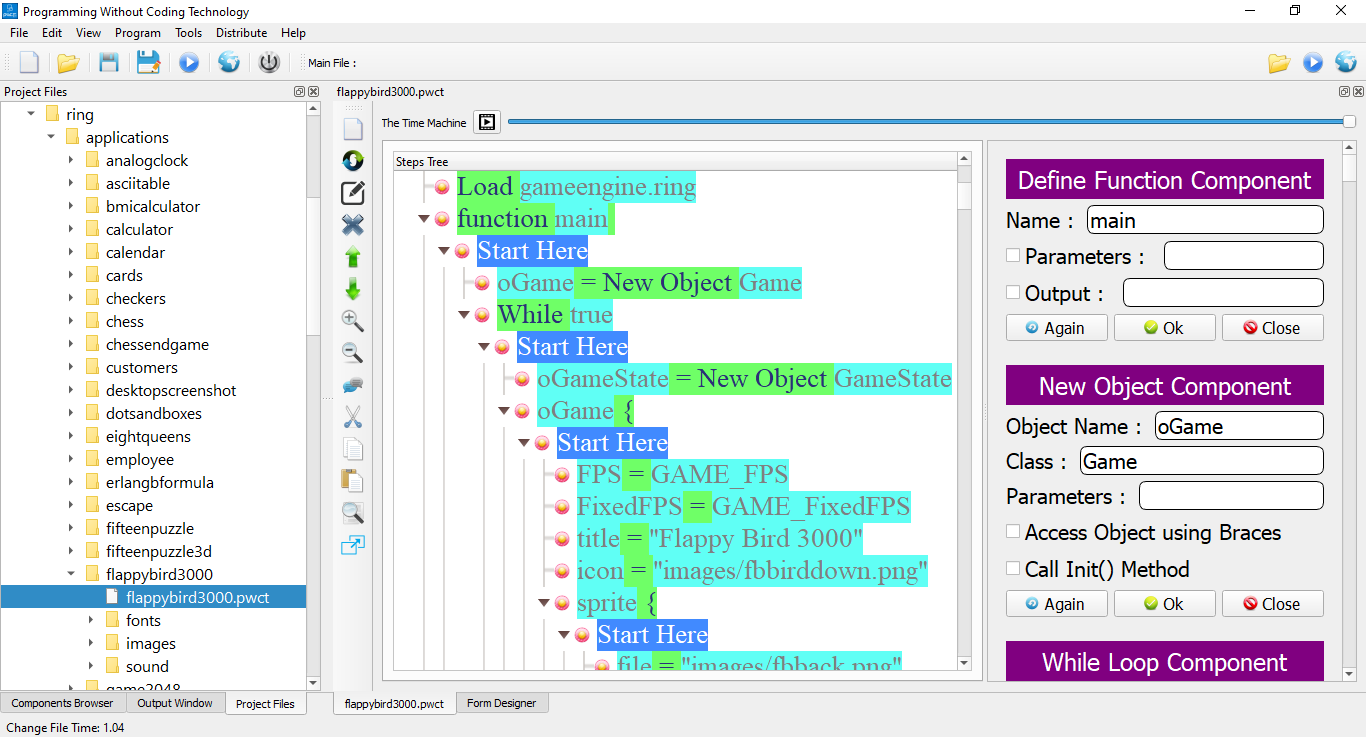 Programming Without Coding Technology
File Edit View Program Tools Distribute Help
Main File :
Project Files
ring
applications
analogclock
asciitable
bmicalculator
calculator
calendar
cards
checkers
chess
chessendgame
customers
desktopscreenshot
dotsandboxes
eightqueens
employee
erlangbformula
escape
fifteenpuzzle
fifteenpuzzle3d
flappybird3000
flappybird3000.pwct
fonts
images
sound
game2048
Components Browser Output Window Project Files
Change File Time: 1.04
flappybird3000.pwct
The Time Machine
Steps Tree
Load gameengine.ring
function main
Start Here
oGame = New Object Game
While true
Start Here
oGameState = New Object GameState
oGame {
Start Here
FPS = GAME_FPS
FixedFPS = GAME_FixedFPS
title = "Flappy Bird 3000"
icon = "images/fbbirddown.png"
sprite {
Start Here
file = "images/fbback.png"
flappybird3000.pwct Form Designer
Define Function Component
Name : main
Parameters :
Output :
Again Ok Close
New Object Component
Object Name : oGame
Class : Game
Parameters :
Access Object using Braces
Call Init() Method
Again Ok Close
While Loop Component